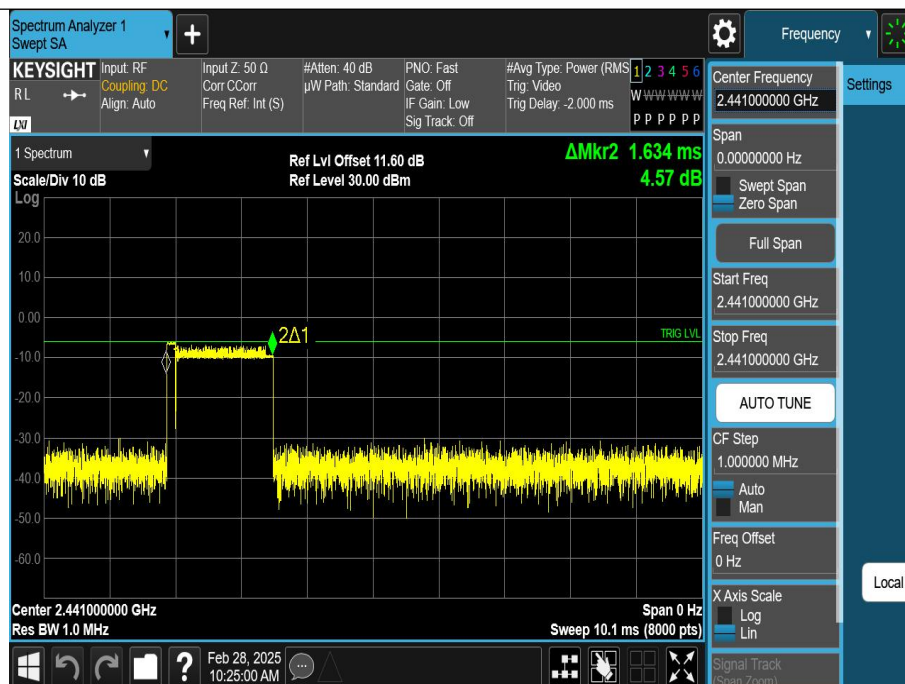 Spectrum Analyzer 1
Swept SA
Frequency
KEYSIGHT
RL
LXI
Input: RF
Coupling: DC
Align: Auto
Input Z: 50 Ω
Corr CCorr
Freq Ref: Int (S)
#Atten: 40 dB
µW Path: Standard
PNO: Fast
Gate: Off
IF Gain: Low
Sig Track: Off
#Avg Type: Power (RMS
Trig: Video
Trig Delay: -2.000 ms
1 2 3 4 5 6
W W W W W W
P P P P P P
1 Spectrum
Scale/Div 10 dB
Ref Lvl Offset 11.60 dB
Ref Level 30.00 dBm
ΔMkr2 1.634 ms
4.57 dB
Log
20.0
10.0
0.00
-10.0
-20.0
-30.0
-40.0
-50.0
-60.0
2Δ1
TRIG LVL
Center 2.441000000 GHz
Res BW 1.0 MHz
Span 0 Hz
Sweep 10.1 ms (8000 pts)
Feb 28, 2025
10:25:00 AM
Center Frequency
2.441000000 GHz
Span
0.00000000 Hz
Swept Span
Zero Span
Full Span
Start Freq
2.441000000 GHz
Stop Freq
2.441000000 GHz
AUTO TUNE
CF Step
1.000000 MHz
Auto
Man
Freq Offset
0 Hz
X Axis Scale
Log
Lin
Signal Track
(Span Zoom)
Settings
Local